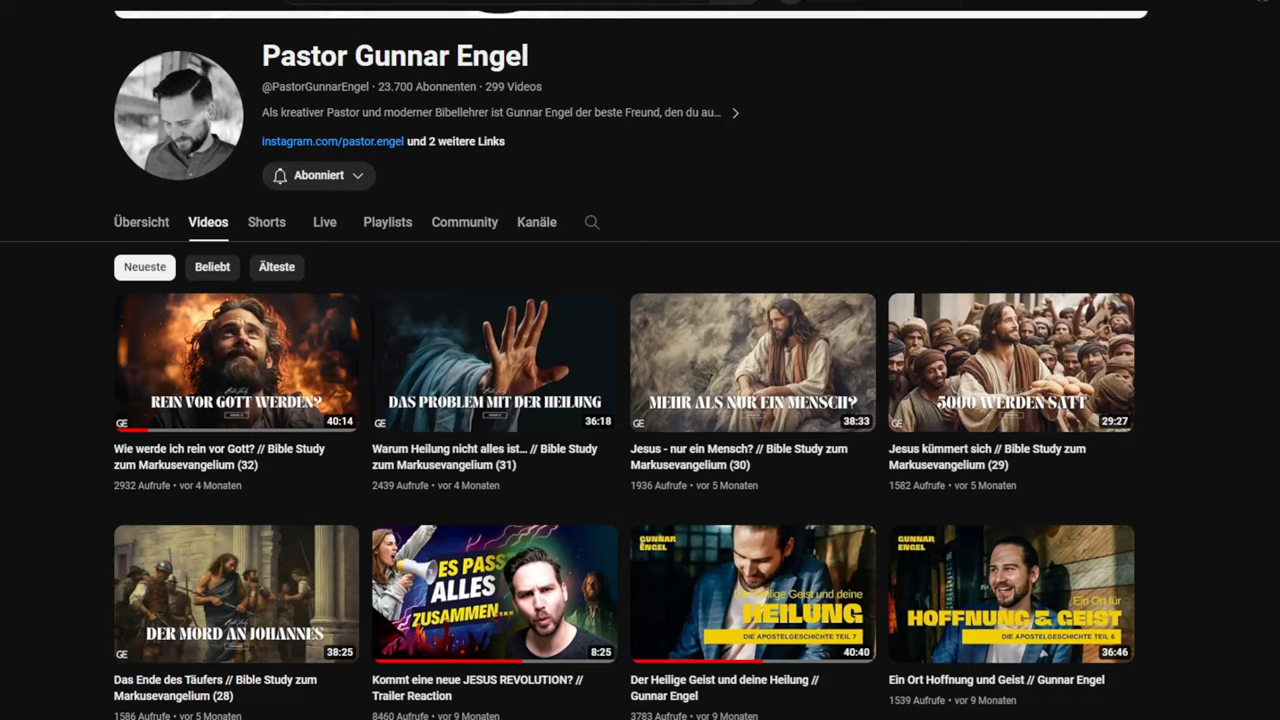 Pastor Gunnar Engel
@PastorGunnarEngel · 23.700 Abonnenten · 299 Videos
Als kreativer Pastor und moderner Bibellehrer ist Gunnar Engel der beste Freund, den du au...
instagram.com/pastor.engel und 2 weitere Links
Abonniert
Übersicht Videos Shorts Live Playlists Community Kanäle
Neueste Beliebt Älteste
REIN VOR GOTT WERDEN?
GE
40:14
DAS PROBLEM MIT DER HEILUNG
GE
36:18
MEHR ALS NUR EIN MENSCH?
GE
38:33
5000 WERDEN SATT
GE
29:27
Wie werde ich rein vor Gott? // Bible Study
zum Markusevangelium (32)
2932 Aufrufe · vor 4 Monaten
Warum Heilung nicht alles ist... // Bible Study
zum Markusevangelium (31)
2439 Aufrufe · vor 4 Monaten
Jesus - nur ein Mensch? // Bible Study zum
Markusevangelium (30)
1936 Aufrufe · vor 5 Monaten
Jesus kümmert sich // Bible Study zum
Markusevangelium (29)
1582 Aufrufe · vor 5 Monaten
DER MORD AN JOHANNES
GE
38:25
ES PASS
ALLES
ZUSAMMEN...
8:25
GUNNAR
ENGEL
Der Heilige Geist und deine
HEILUNG
DIE APOSTELGESCHICHTE TEIL 7
40:40
GUNNAR
ENGEL
Ein Ort für
HOFFNUNG & GEIST
DIE APOSTELGESCHICHTE TEIL 6
36:46
Das Ende des Täufers // Bible Study zum
Markusevangelium (28)
1586 Aufrufe · vor 5 Monaten
Kommt eine neue JESUS REVOLUTION? //
Trailer Reaction
8460 Aufrufe · vor 9 Monaten
Der Heilige Geist und deine Heilung //
Gunnar Engel
3783 Aufrufe · vor 9 Monaten
Ein Ort Hoffnung und Geist // Gunnar Engel
1539 Aufrufe · vor 9 Monaten